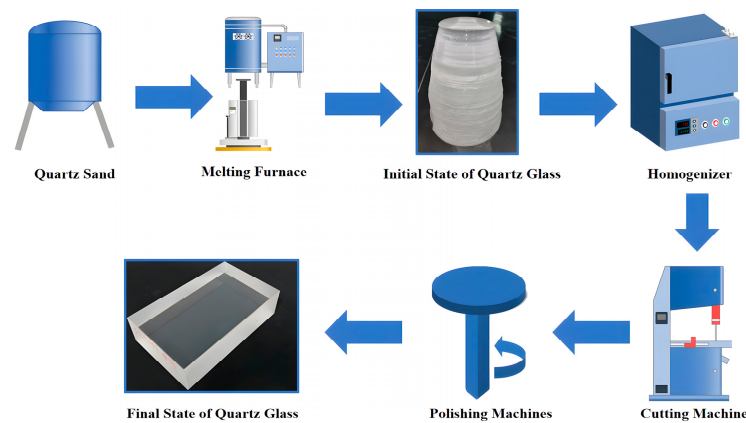 Quartz Sand
Melting Furnace
Initial State of Quartz Glass
Homogenizer
Final State of Quartz Glass
Polishing Machines
Cutting Machine